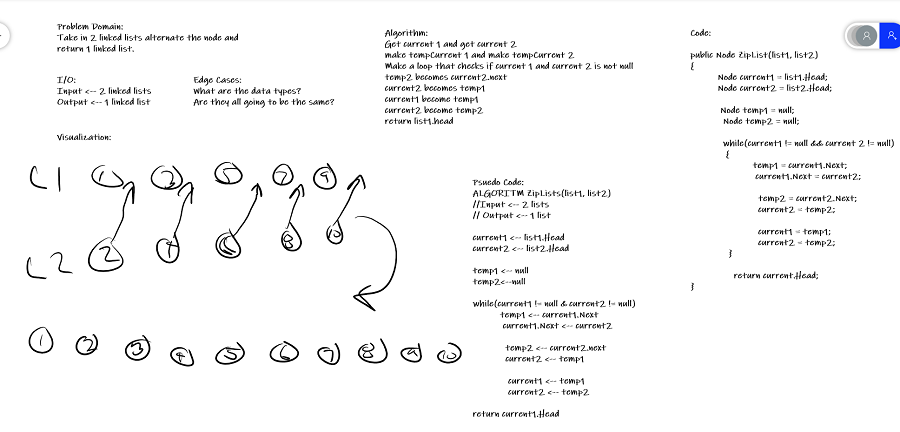 Problem Domain:
Take in 2 linked lists alternate the node and
return 1 linked list.
I/O:
Input <-- 2 linked lists
Output <-- 1 linked list
Edge Cases:
What are the data types?
Are they all going to be the same?
Visualization:
L1 1 3 5 7 9
L2 2 4 6 8 10
1 2 3 4 5 6 7 8 9 10
Algorithm:
Get current 1 and get current 2
make tempCurrent 1 and make tempCurrent 2
Make a loop that checks if current 1 and current 2 is not null
temp2 becomes current2.next
current2 becomes temp1
current1 become temp1
current2 become temp2
return list1.head
Psuedo Code:
ALGORITM ZipLists(list1, list2)
//Input <-- 2 lists
// Output <-- 1 list
current1 <-- list1.Head
current2 <-- list2.Head
temp1 <-- null
temp2<--null
while(current1 != null & current2 != null)
temp1 <-- current1.Next
current1.Next <-- current2
temp2 <-- current2.next
current2 <-- temp1
current1 <-- temp1
current2 <-- temp2
return current1.Head
Code:
public Node ZipList(list1, list2)
{
Node current1 = list1.Head;
Node current2 = list2.Head;
Node temp1 = null;
Node temp2 = null;
while(current1 != null && current 2 != null)
{
temp1 = current1.Next;
current1.Next = current2;
temp2 = current2.Next;
current2 = temp2;
current1 = temp1;
current2 = temp2;
}
return current.Head;
}